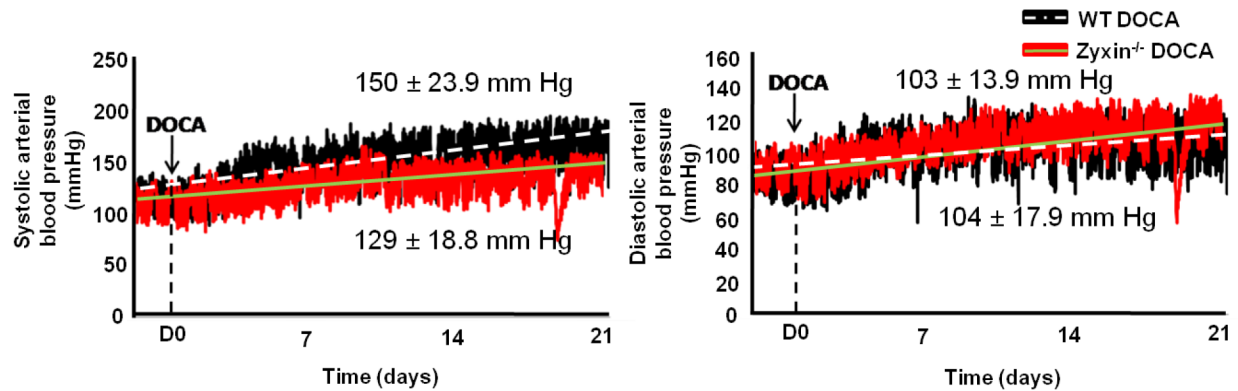 WT DOCA
Zyxin-/- DOCA
Systolic arterial
blood pressure
(mmHg)
250
200
150
100
50
0
DOCA
150 ± 23.9 mm Hg
129 ± 18.8 mm Hg
D0
7
14
21
Time (days)
Diastolic arterial
blood pressure
(mmHg)
160
140
120
100
80
60
40
20
0
DOCA
103 ± 13.9 mm Hg
104 ± 17.9 mm Hg
D0
7
14
21
Time (days)